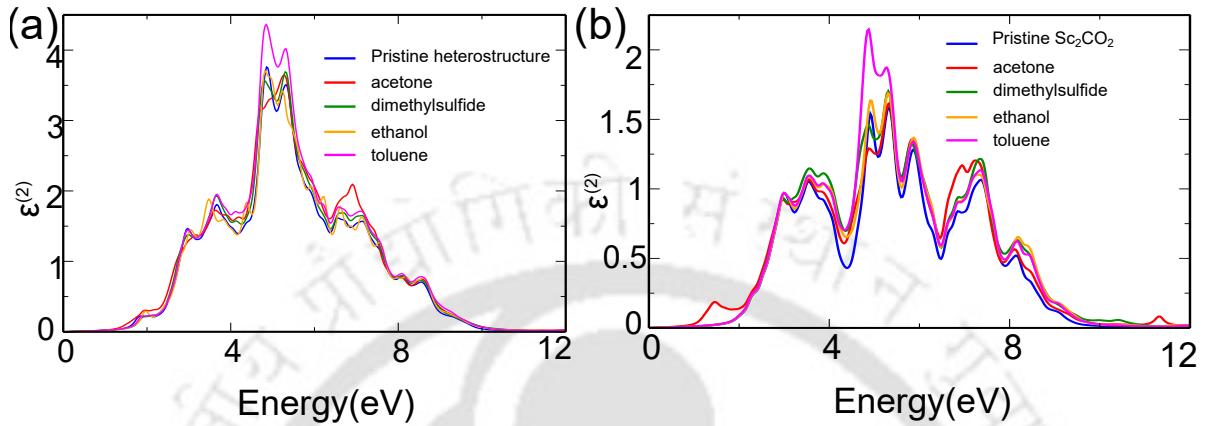 (a)
Pristine heterostructure
acetone
dimethylsulfide
ethanol
toluene
4
3
2
1
0
ε(2)
0 4 8 12
Energy(eV)
(b)
Pristine Sc₂CO₂
acetone
dimethylsulfide
ethanol
toluene
2
1.5
1
0.5
0
ε(2)
0 4 8 12
Energy(eV)